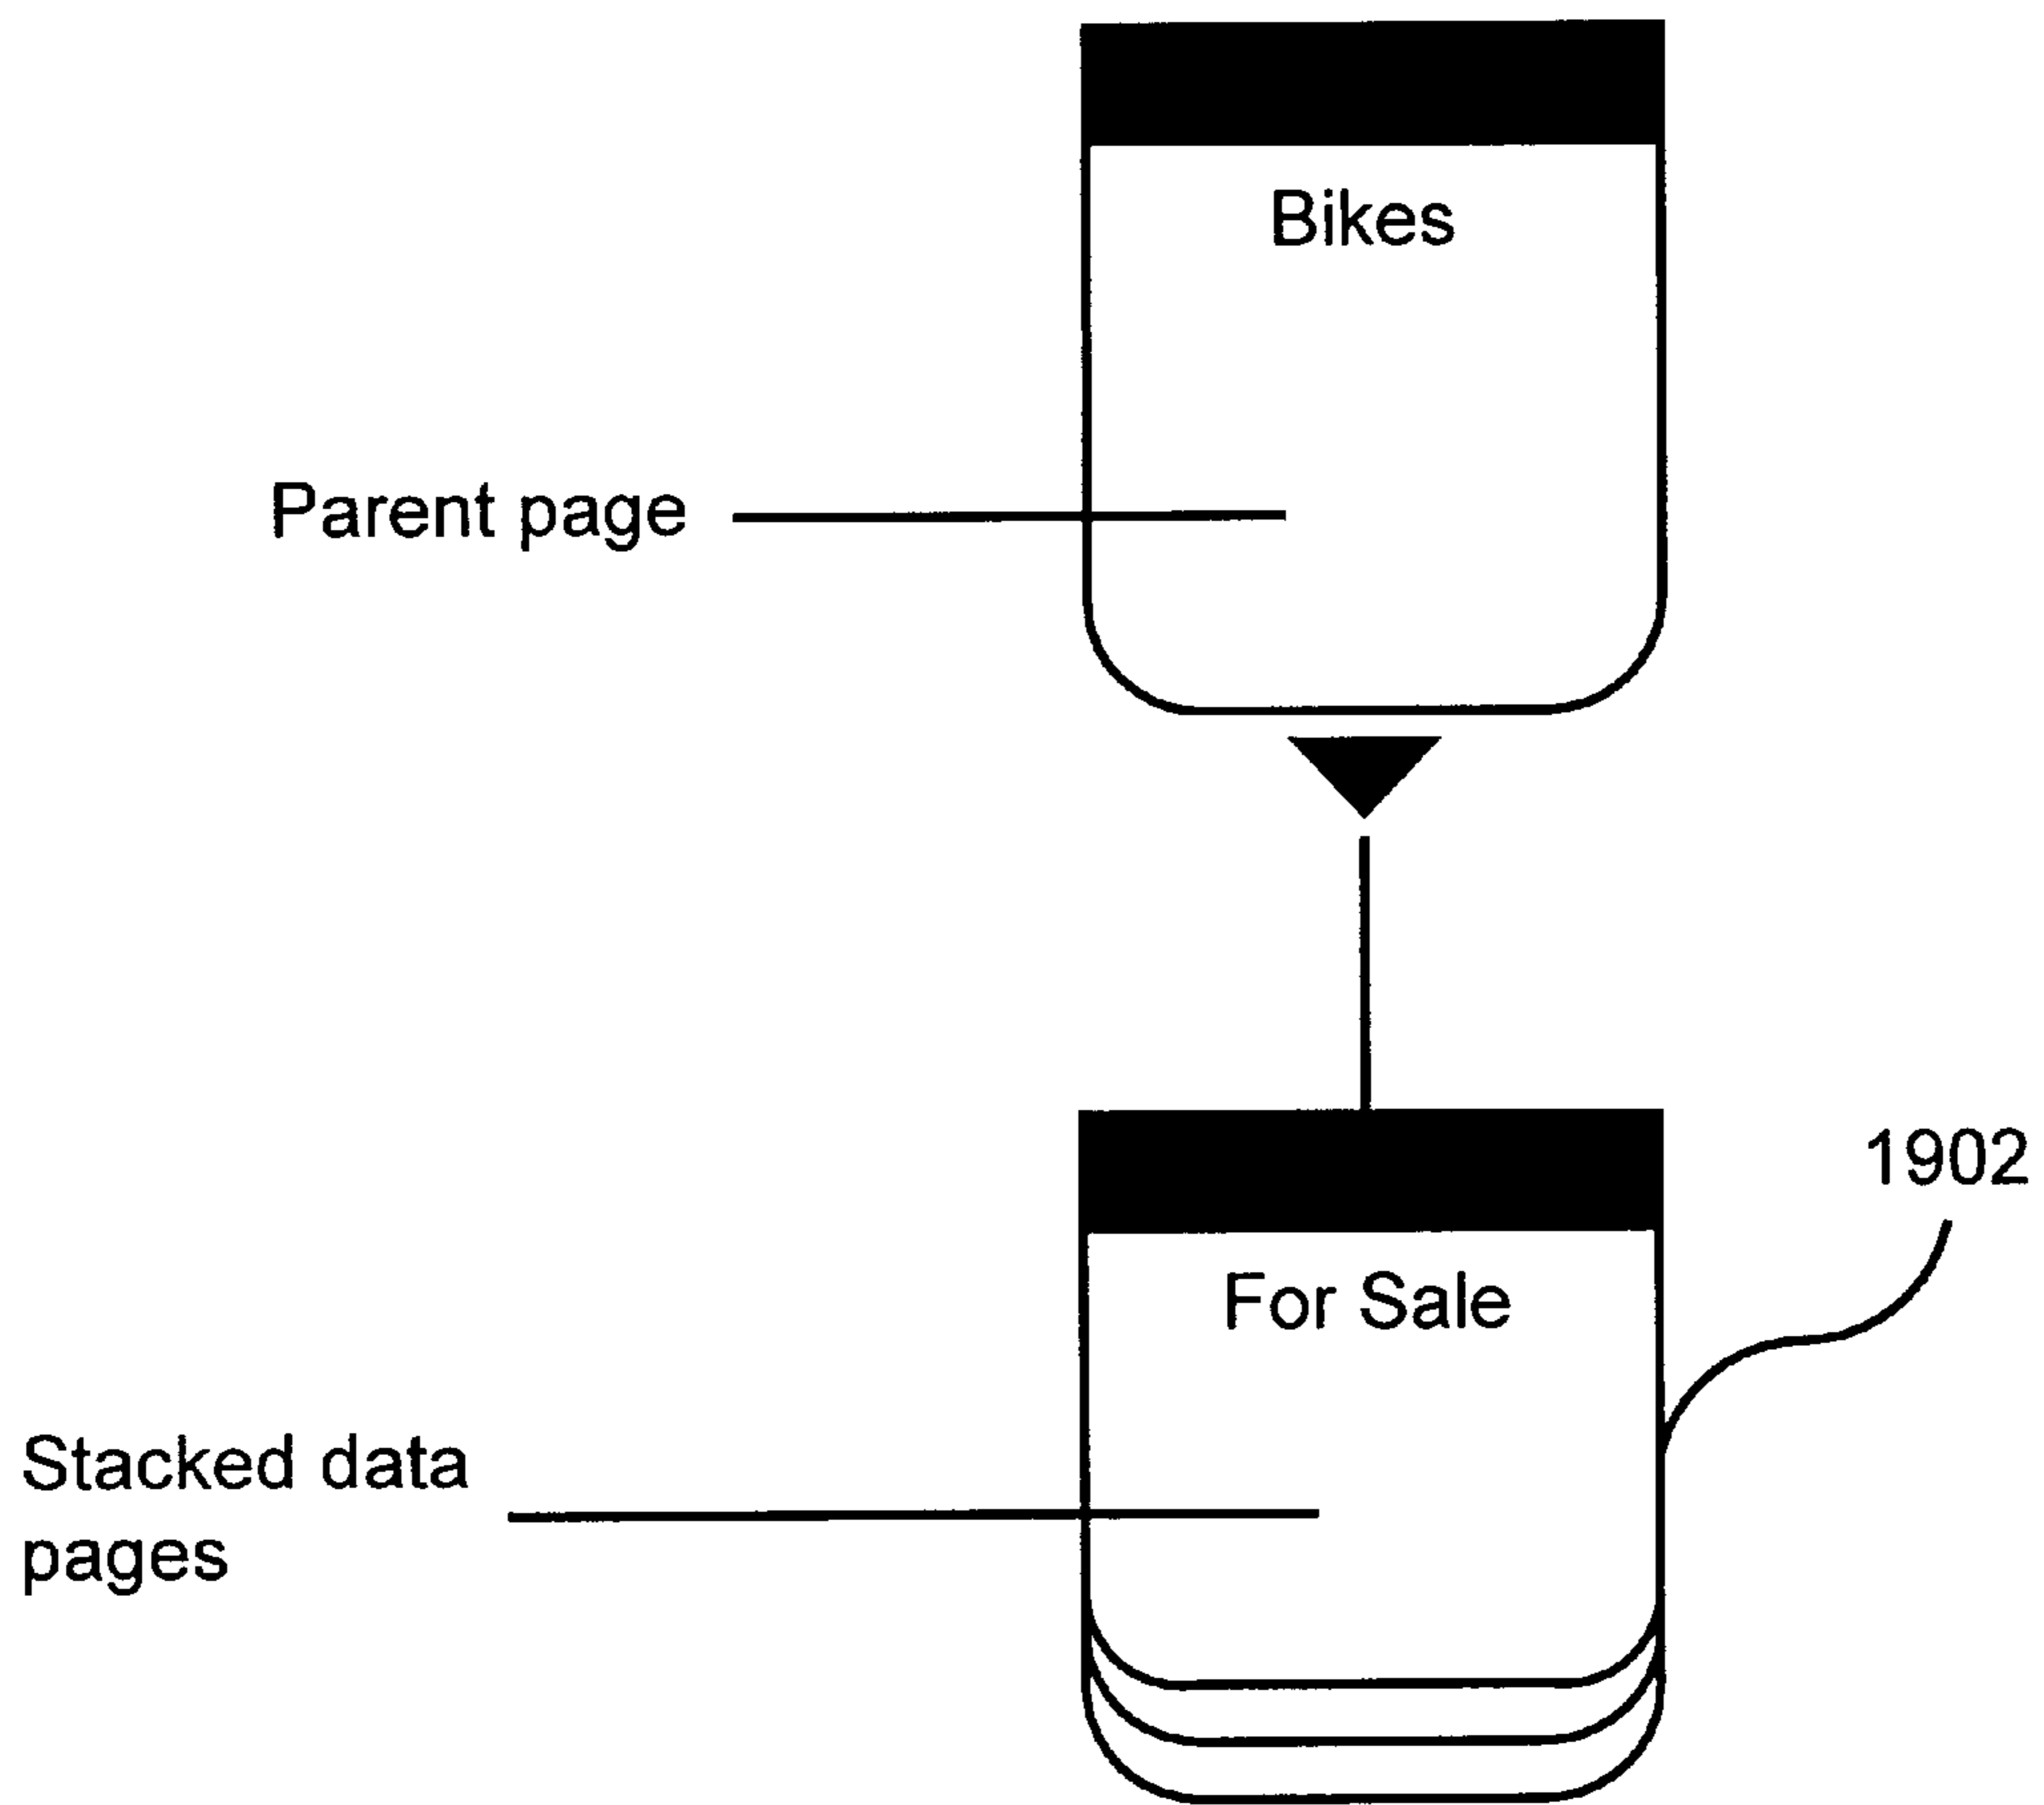 Bikes
Parent page
1902
For Sale
Stacked data
pages